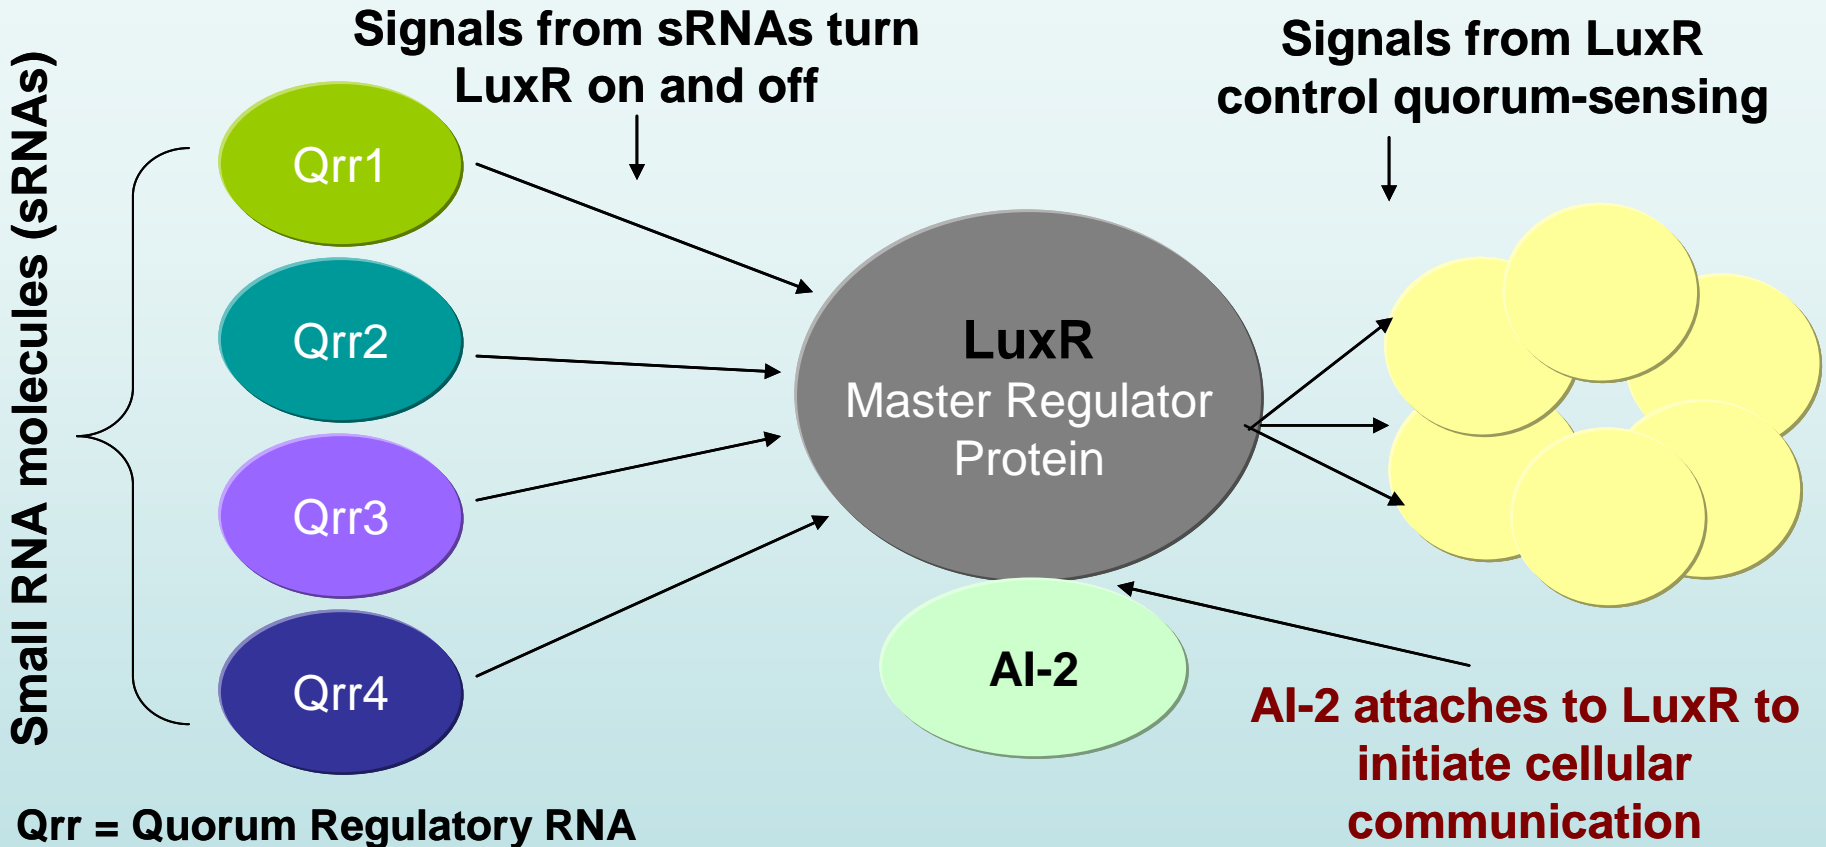 Small RNA molecules (sRNAs)
Signals from sRNAs turn
LuxR on and off
Signals from LuxR
control quorum-sensing
Qrr1
Qrr2
Qrr3
Qrr4
LuxR
Master Regulator
Protein
AI-2
AI-2 attaches to LuxR to
initiate cellular
communication
Qrr = Quorum Regulatory RNA